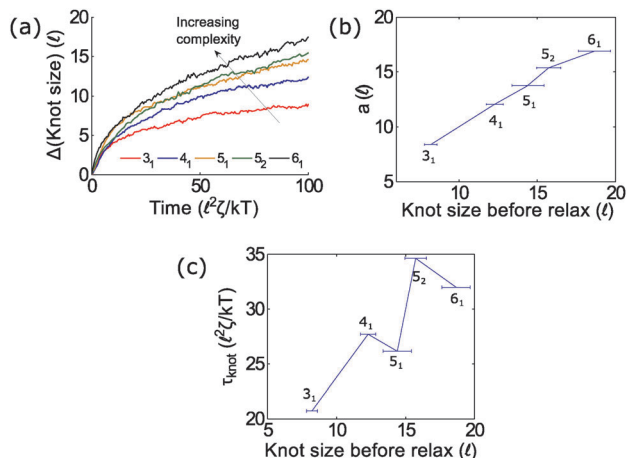 (a)
Δ(Knot size) (ℓ)
20
15
10
5
0
Increasing
complexity
3₁ 4₁ 5₁ 5₂ 6₁
0 50 100
Time (ℓ²ζ/kT)
(b)
a (ℓ)
20
15
10
5
3₁
4₁
5₁
5₂
6₁
10 15 20
Knot size before relax (ℓ)
(c)
τknot (ℓ²ζ/kT)
35
30
25
20
3₁
4₁
5₁
5₂
6₁
5 10 15 20
Knot size before relax (ℓ)